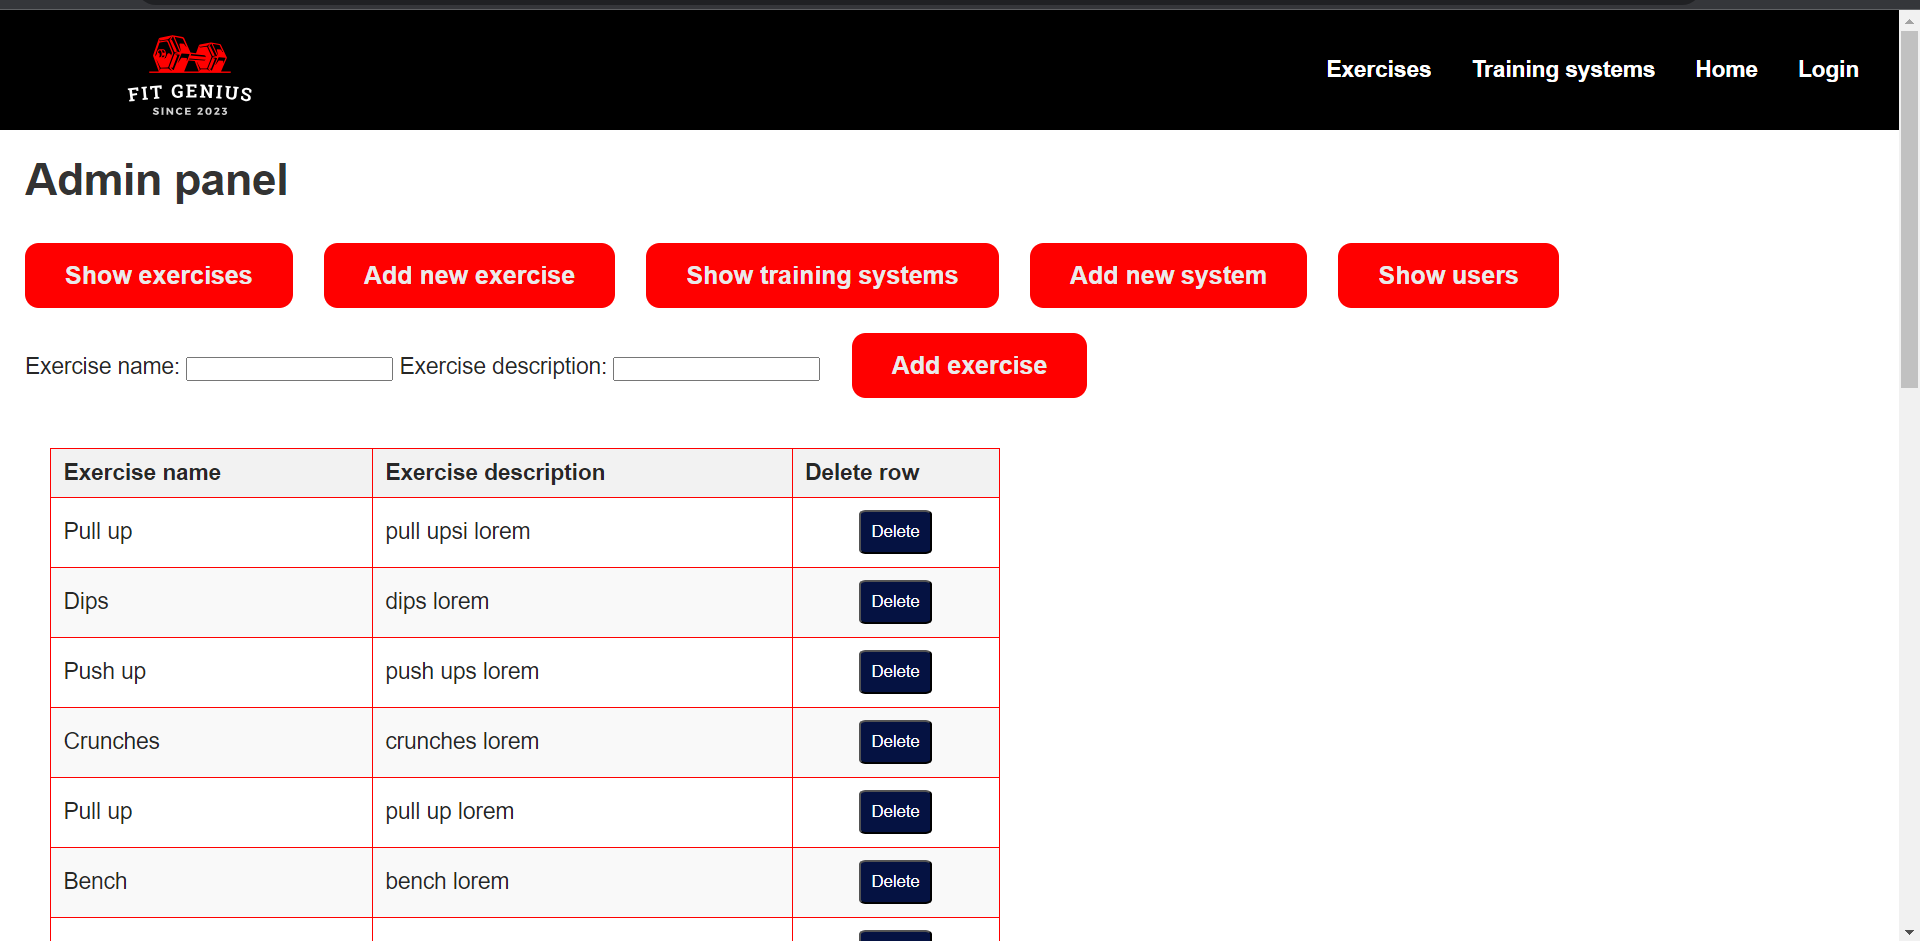 FIT GENIUS
SINCE 2023
Exercises Training systems Home Login
Admin panel
Show exercises Add new exercise Show training systems Add new system Show users
Exercise name: Exercise description: Add exercise
Exercise name Exercise description Delete row
Pull up pull upsi lorem Delete
Dips dips lorem Delete
Push up push ups lorem Delete
Crunches crunches lorem Delete
Pull up pull up lorem Delete
Bench bench lorem Delete